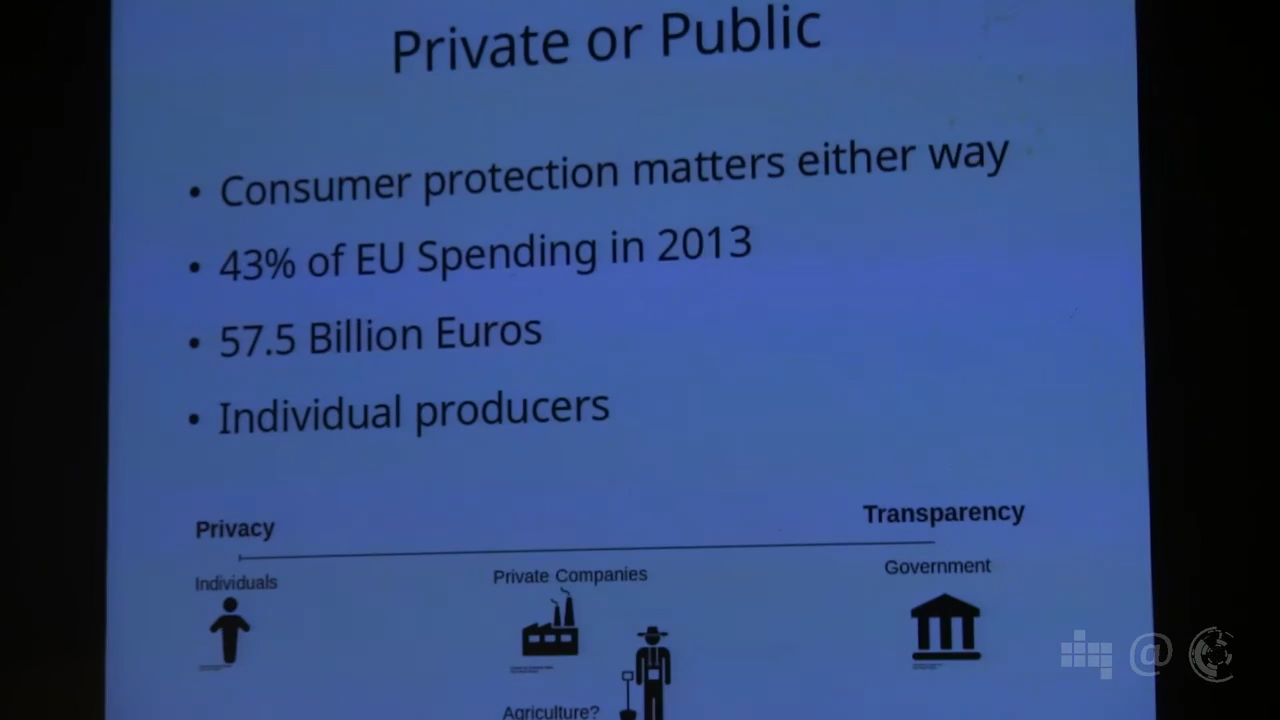 Private or Public
• Consumer protection matters either way
• 43% of EU Spending in 2013
• 57.5 Billion Euros
• Individual producers
Privacy
Transparency
Individuals
Private Companies
Government
Agriculture?
@